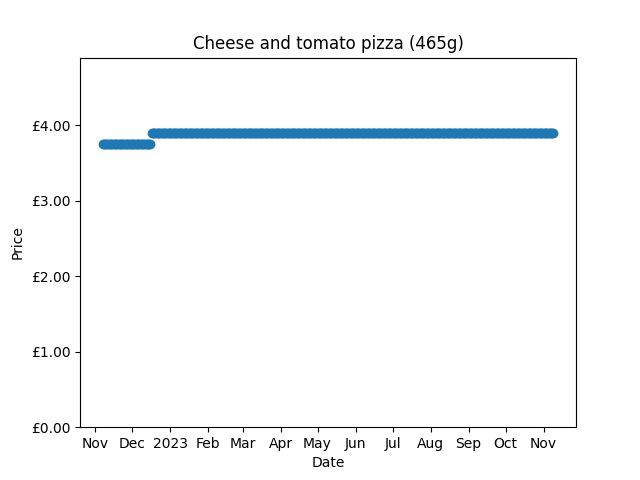 Cheese and tomato pizza (465g)
£4.00
£3.00
£2.00
£1.00
£0.00
Price
Nov Dec 2023 Feb Mar Apr May Jun Jul Aug Sep Oct Nov
Date